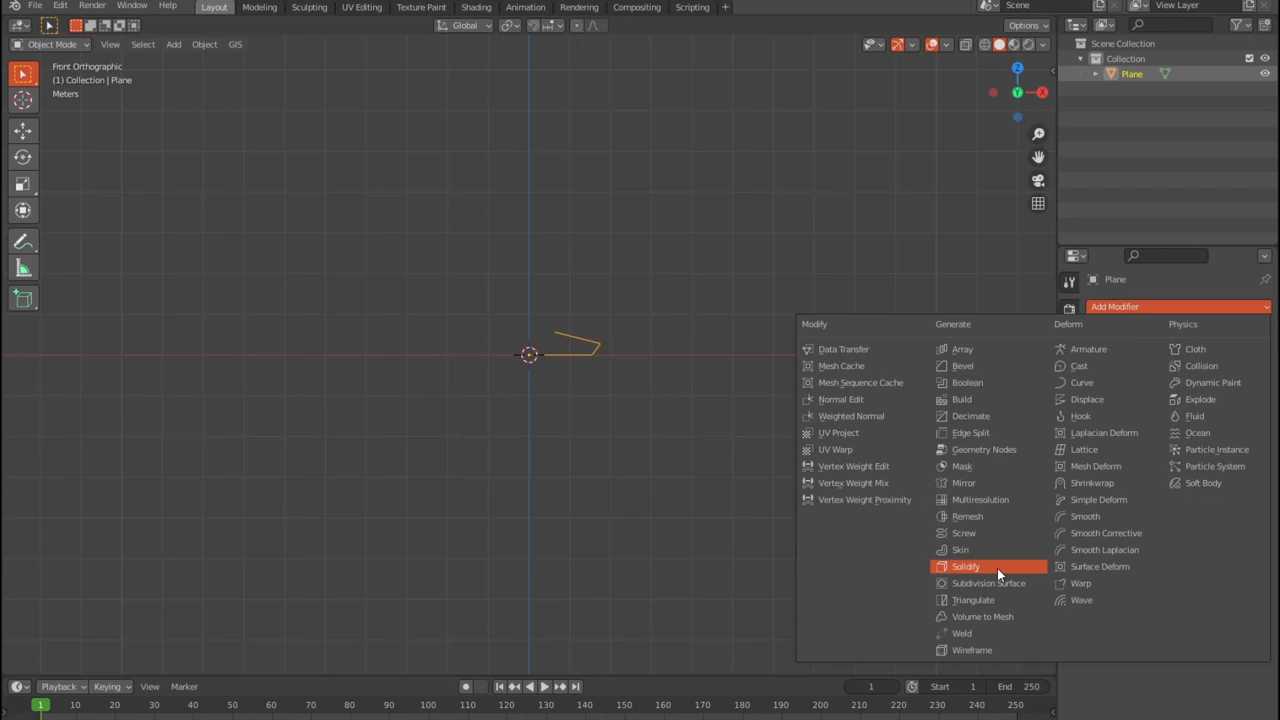 File Edit Render Window Help Layout Modeling Sculpting UV Editing Texture Paint Shading Animation Rendering Compositing Scripting + Scene View Layer
Global Options
Object Mode View Select Add Object GIS Scene Collection
Collection
Plane
Front Orthographic
(1) Collection | Plane
Meters
Z
Y X
Plane
Add Modifier
Modify Generate Deform Physics
Data Transfer Array Armature Cloth
Mesh Cache Bevel Cast Collision
Mesh Sequence Cache Boolean Curve Dynamic Paint
Normal Edit Build Displace Explode
Weighted Normal Decimate Hook Fluid
UV Project Edge Split Laplacian Deform Ocean
UV Warp Geometry Nodes Lattice Particle Instance
Vertex Weight Edit Mask Mesh Deform Particle System
Vertex Weight Mix Mirror Shrinkwrap Soft Body
Vertex Weight Proximity Multiresolution Simple Deform
Remesh Smooth
Screw Smooth Corrective
Skin Smooth Laplacian
Solidify Surface Deform
Subdivision Surface Warp
Triangulate Wave
Volume to Mesh
Weld
Wireframe
Playback Keying View Marker 1 Start 1 End 250
1 10 20 30 40 50 60 70 80 90 100 110 120 130 140 150 160 170 180 190 200 210 220 230 240 250